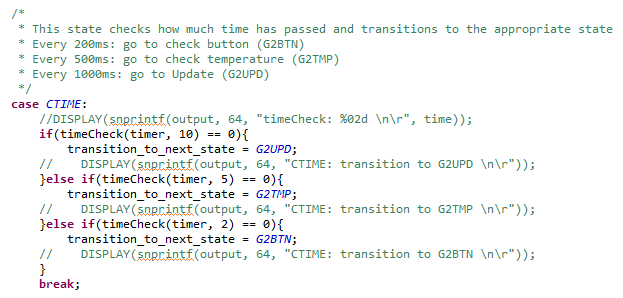 /*
 * This state checks how much time has passed and transitions to the appropriate state
 * Every 200ms: go to check button (G2BTN)
 * Every 500ms: go to check temperature (G2TMP)
 * Every 1000ms: go to Update (G2UPD)
 */
case CTIME:
    //DISPLAY(snprintf(output, 64, "timeCheck: %02d \n\r", time));
    if(timeCheck(timer, 10) == 0){
        transition_to_next_state = G2UPD;
//    DISPLAY(snprintf(output, 64, "CTIME: transition to G2UPD \n\r"));
    }else if(timeCheck(timer, 5) == 0){
        transition_to_next_state = G2TMP;
//    DISPLAY(snprintf(output, 64, "CTIME: transition to G2TMP \n\r"));
    }else if(timeCheck(timer, 2) == 0){
        transition_to_next_state = G2BTN;
//    DISPLAY(snprintf(output, 64, "CTIME: transition to G2BTN \n\r"));
    }
    break;